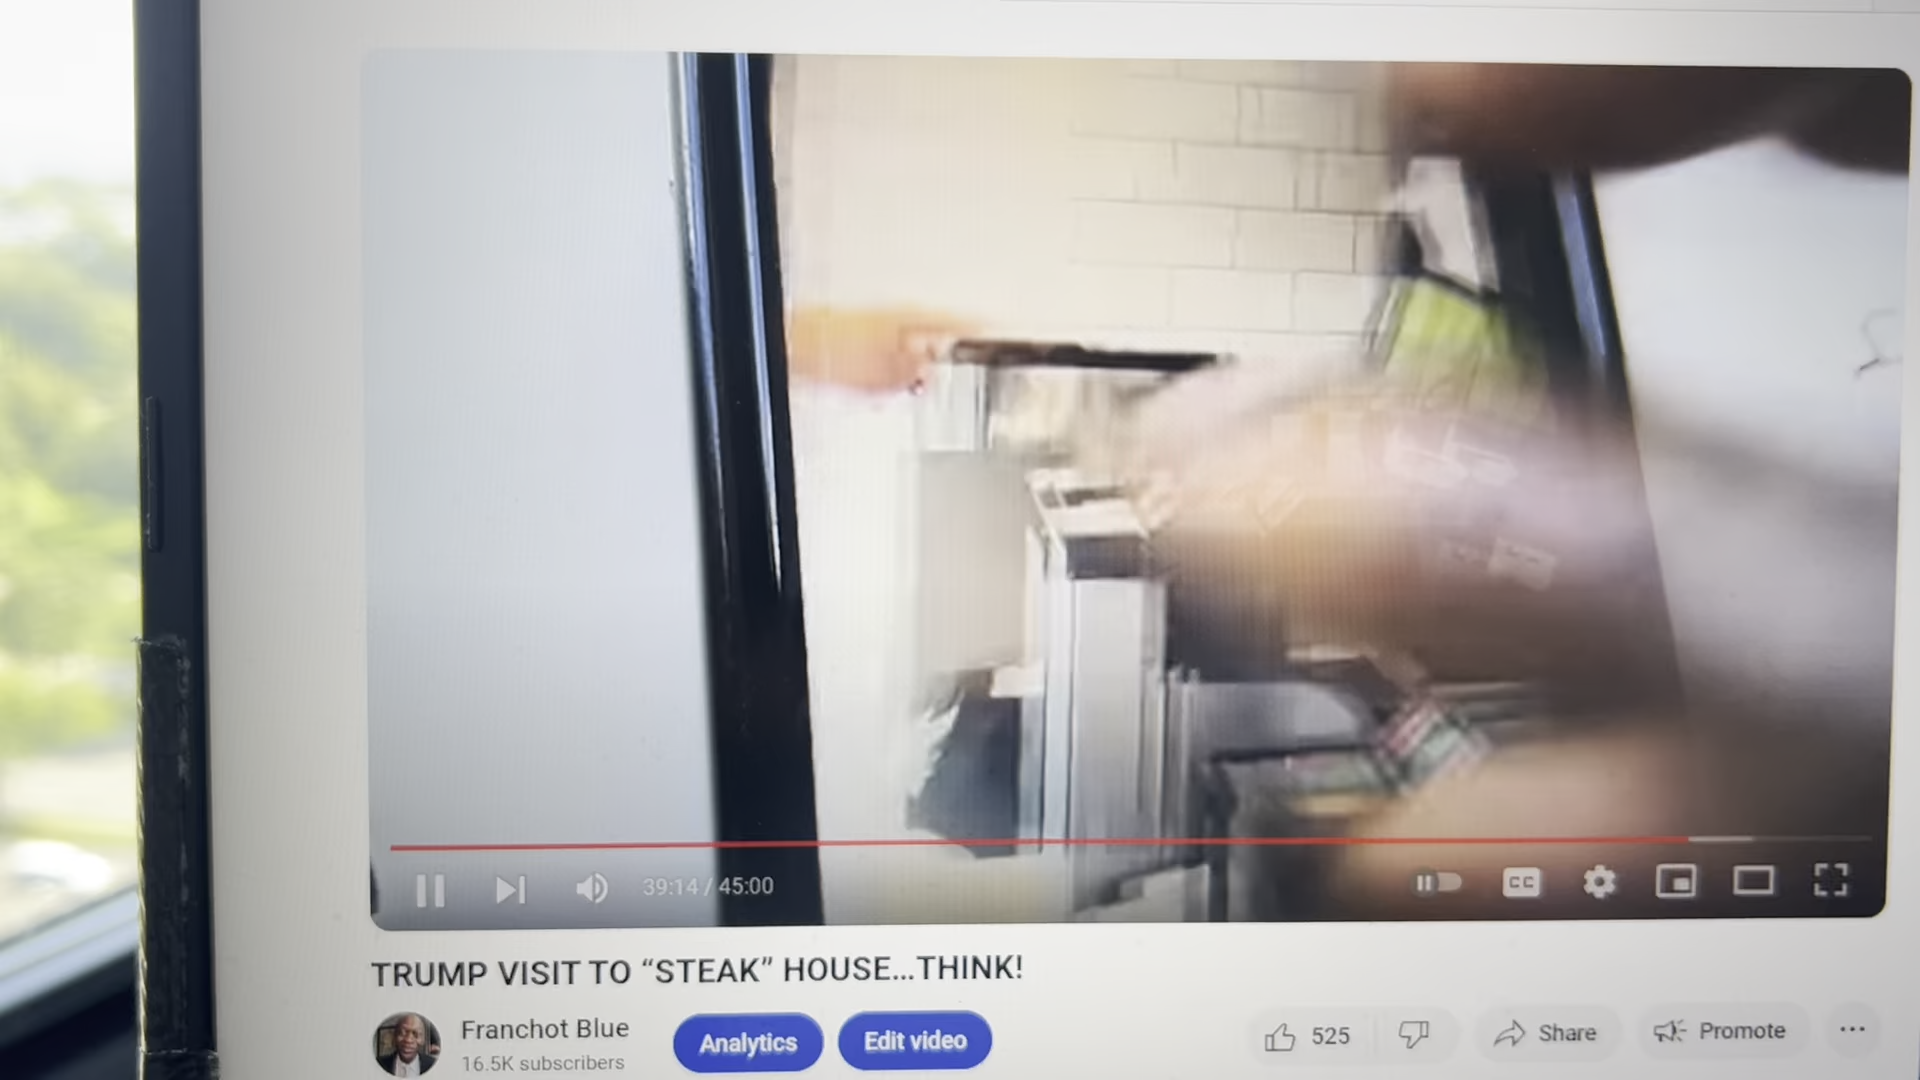 39:14 / 45:00
CC
TRUMP VISIT TO “STEAK” HOUSE...THINK!
Franchot Blue
16.5K subscribers
Analytics
Edit video
525
Share
Promote